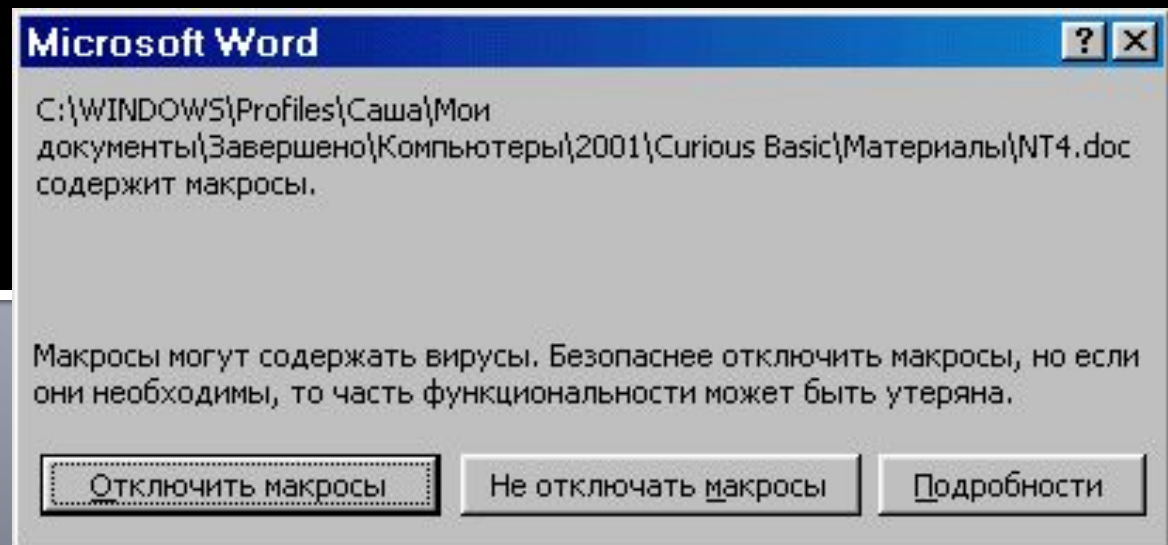 Microsoft Word
C:\WINDOWS\Profiles\Саша\Мои
документы\Завершено\Компьютеры\2001\Curious Basic\Материалы\NT4.doc
содержит макросы.
Макросы могут содержать вирусы. Безопаснее отключить макросы, но если
они необходимы, то часть функциональности может быть утеряна.
Отключить макросы Не отключать макросы Подробности